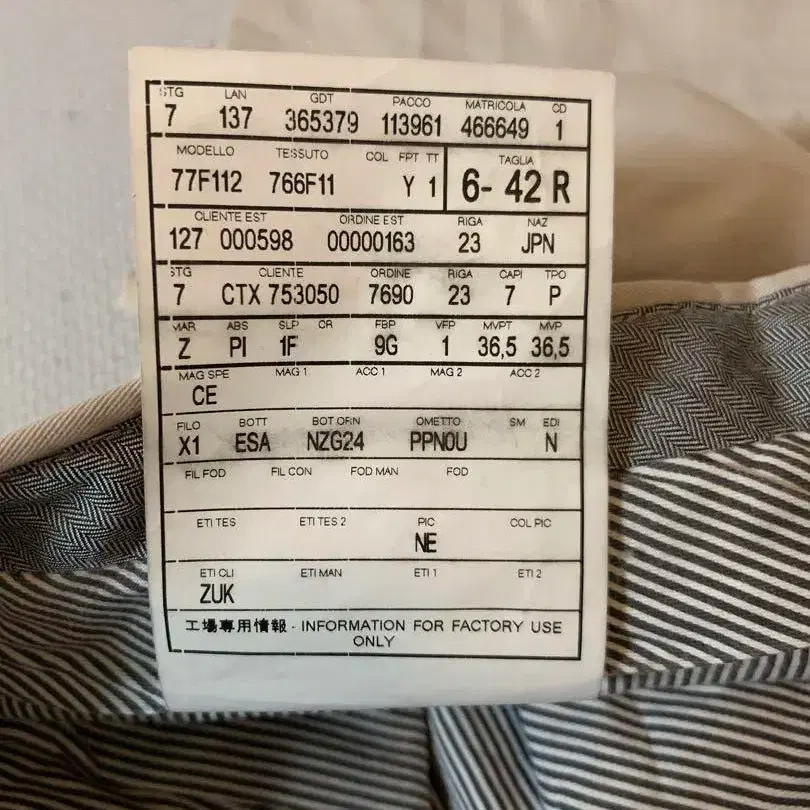 STG LAN GDT PACCO MATRICOLA CD
7 137 365379 113961 466649 1
MODELLO TESSUTO COL FPT TT TAGLIA
77F112 766F11 Y 1 6- 42 R
CLIENTE EST ORDINE EST RIGA NAZ
127 000598 00000163 23 JPN
STG CLIENTE ORDINE RIGA CAPI TPO
7 CTX 753050 7690 23 7 P
MAR ABS SLP CR FBP VFP MVPT MVP
Z PI 1F 9G 1 36,5 36,5
MAG SPE MAG 1 ACC 1 MAG 2 ACC 2
CE
FILO BOTT BOT ORN OMETTO SM EDI
X1 ESA NZG24 PPN0U N
FIL FOD FIL CON FOD MAN FOD
ETI TES ETI TES 2 PIC COL PIC
NE
ETI CLI ETI MAN ETI 1 ETI 2
ZUK
工場専用情報 - INFORMATION FOR FACTORY USE
ONLY